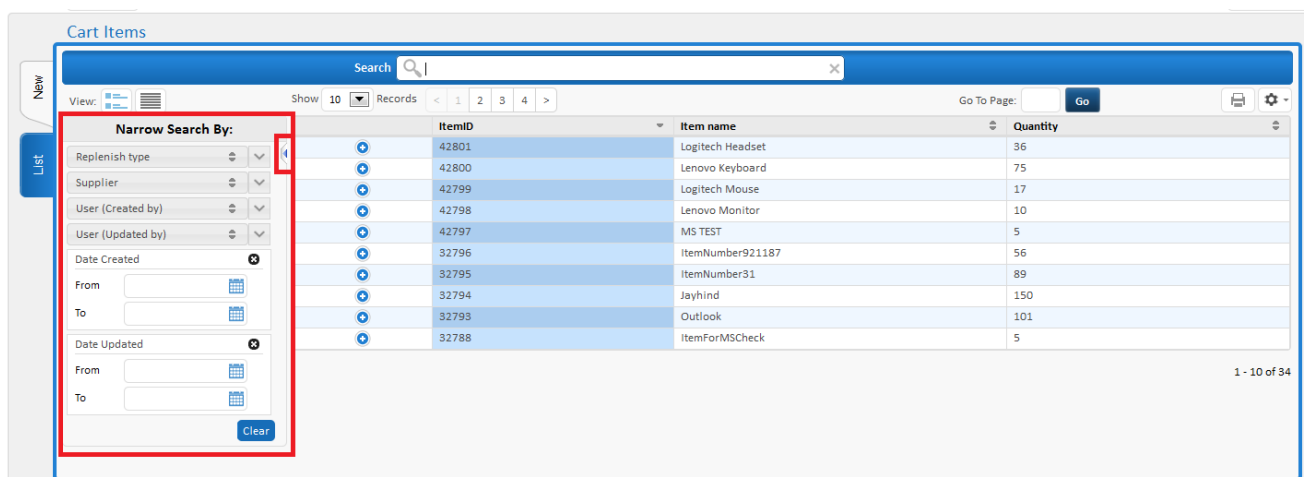 Cart Items
New
List
Search
View:
Show 10 Records < 1 2 3 4 > Go To Page: Go
Narrow Search By:
Replenish type
Supplier
User (Created by)
User (Updated by)
Date Created
From
To
Date Updated
From
To
Clear
ItemID Item name Quantity
42801 Logitech Headset 36
42800 Lenovo Keyboard 75
42799 Logitech Mouse 17
42798 Lenovo Monitor 10
42797 MS TEST 5
32796 ItemNumber921187 56
32795 ItemNumber31 89
32794 Jayhind 150
32793 Outlook 101
32788 ItemForMSCheck 5
1 - 10 of 34